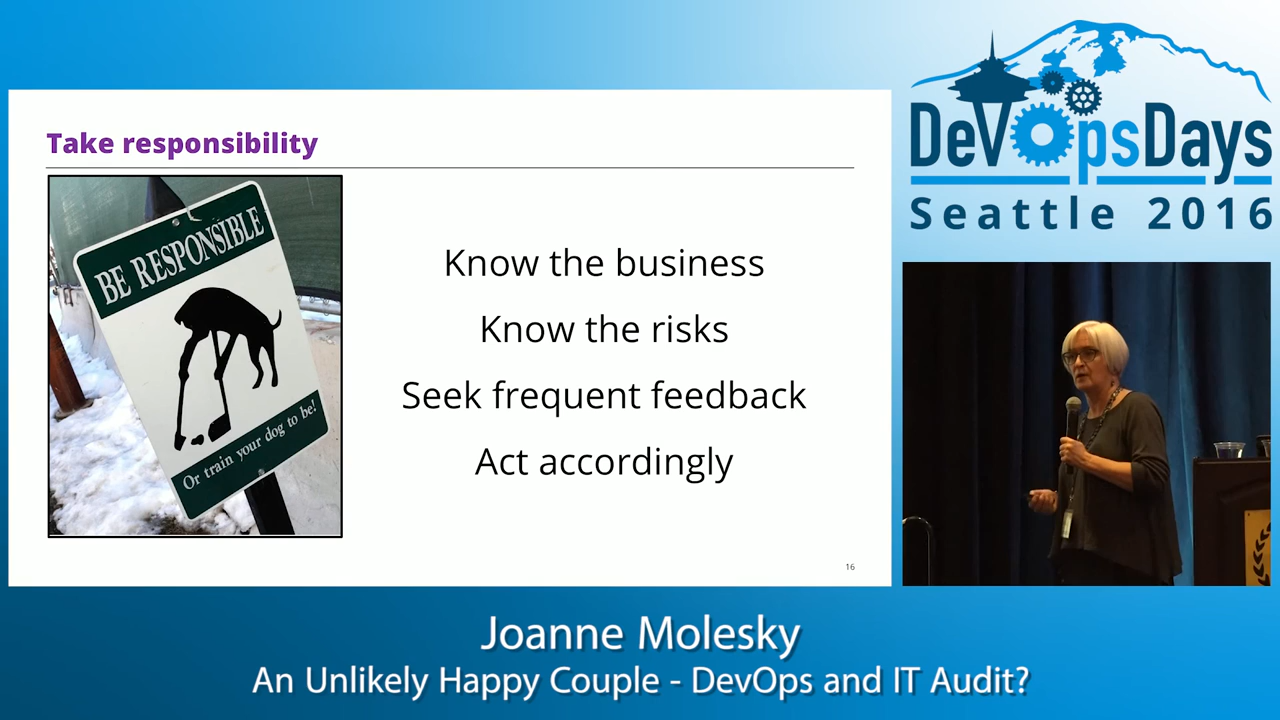 Take responsibility
BE RESPONSIBLE
Or train your dog to be!
Know the business
Know the risks
Seek frequent feedback
Act accordingly
16
DevOpsDays
Seattle 2016
Joanne Molesky
An Unlikely Happy Couple - DevOps and IT Audit?